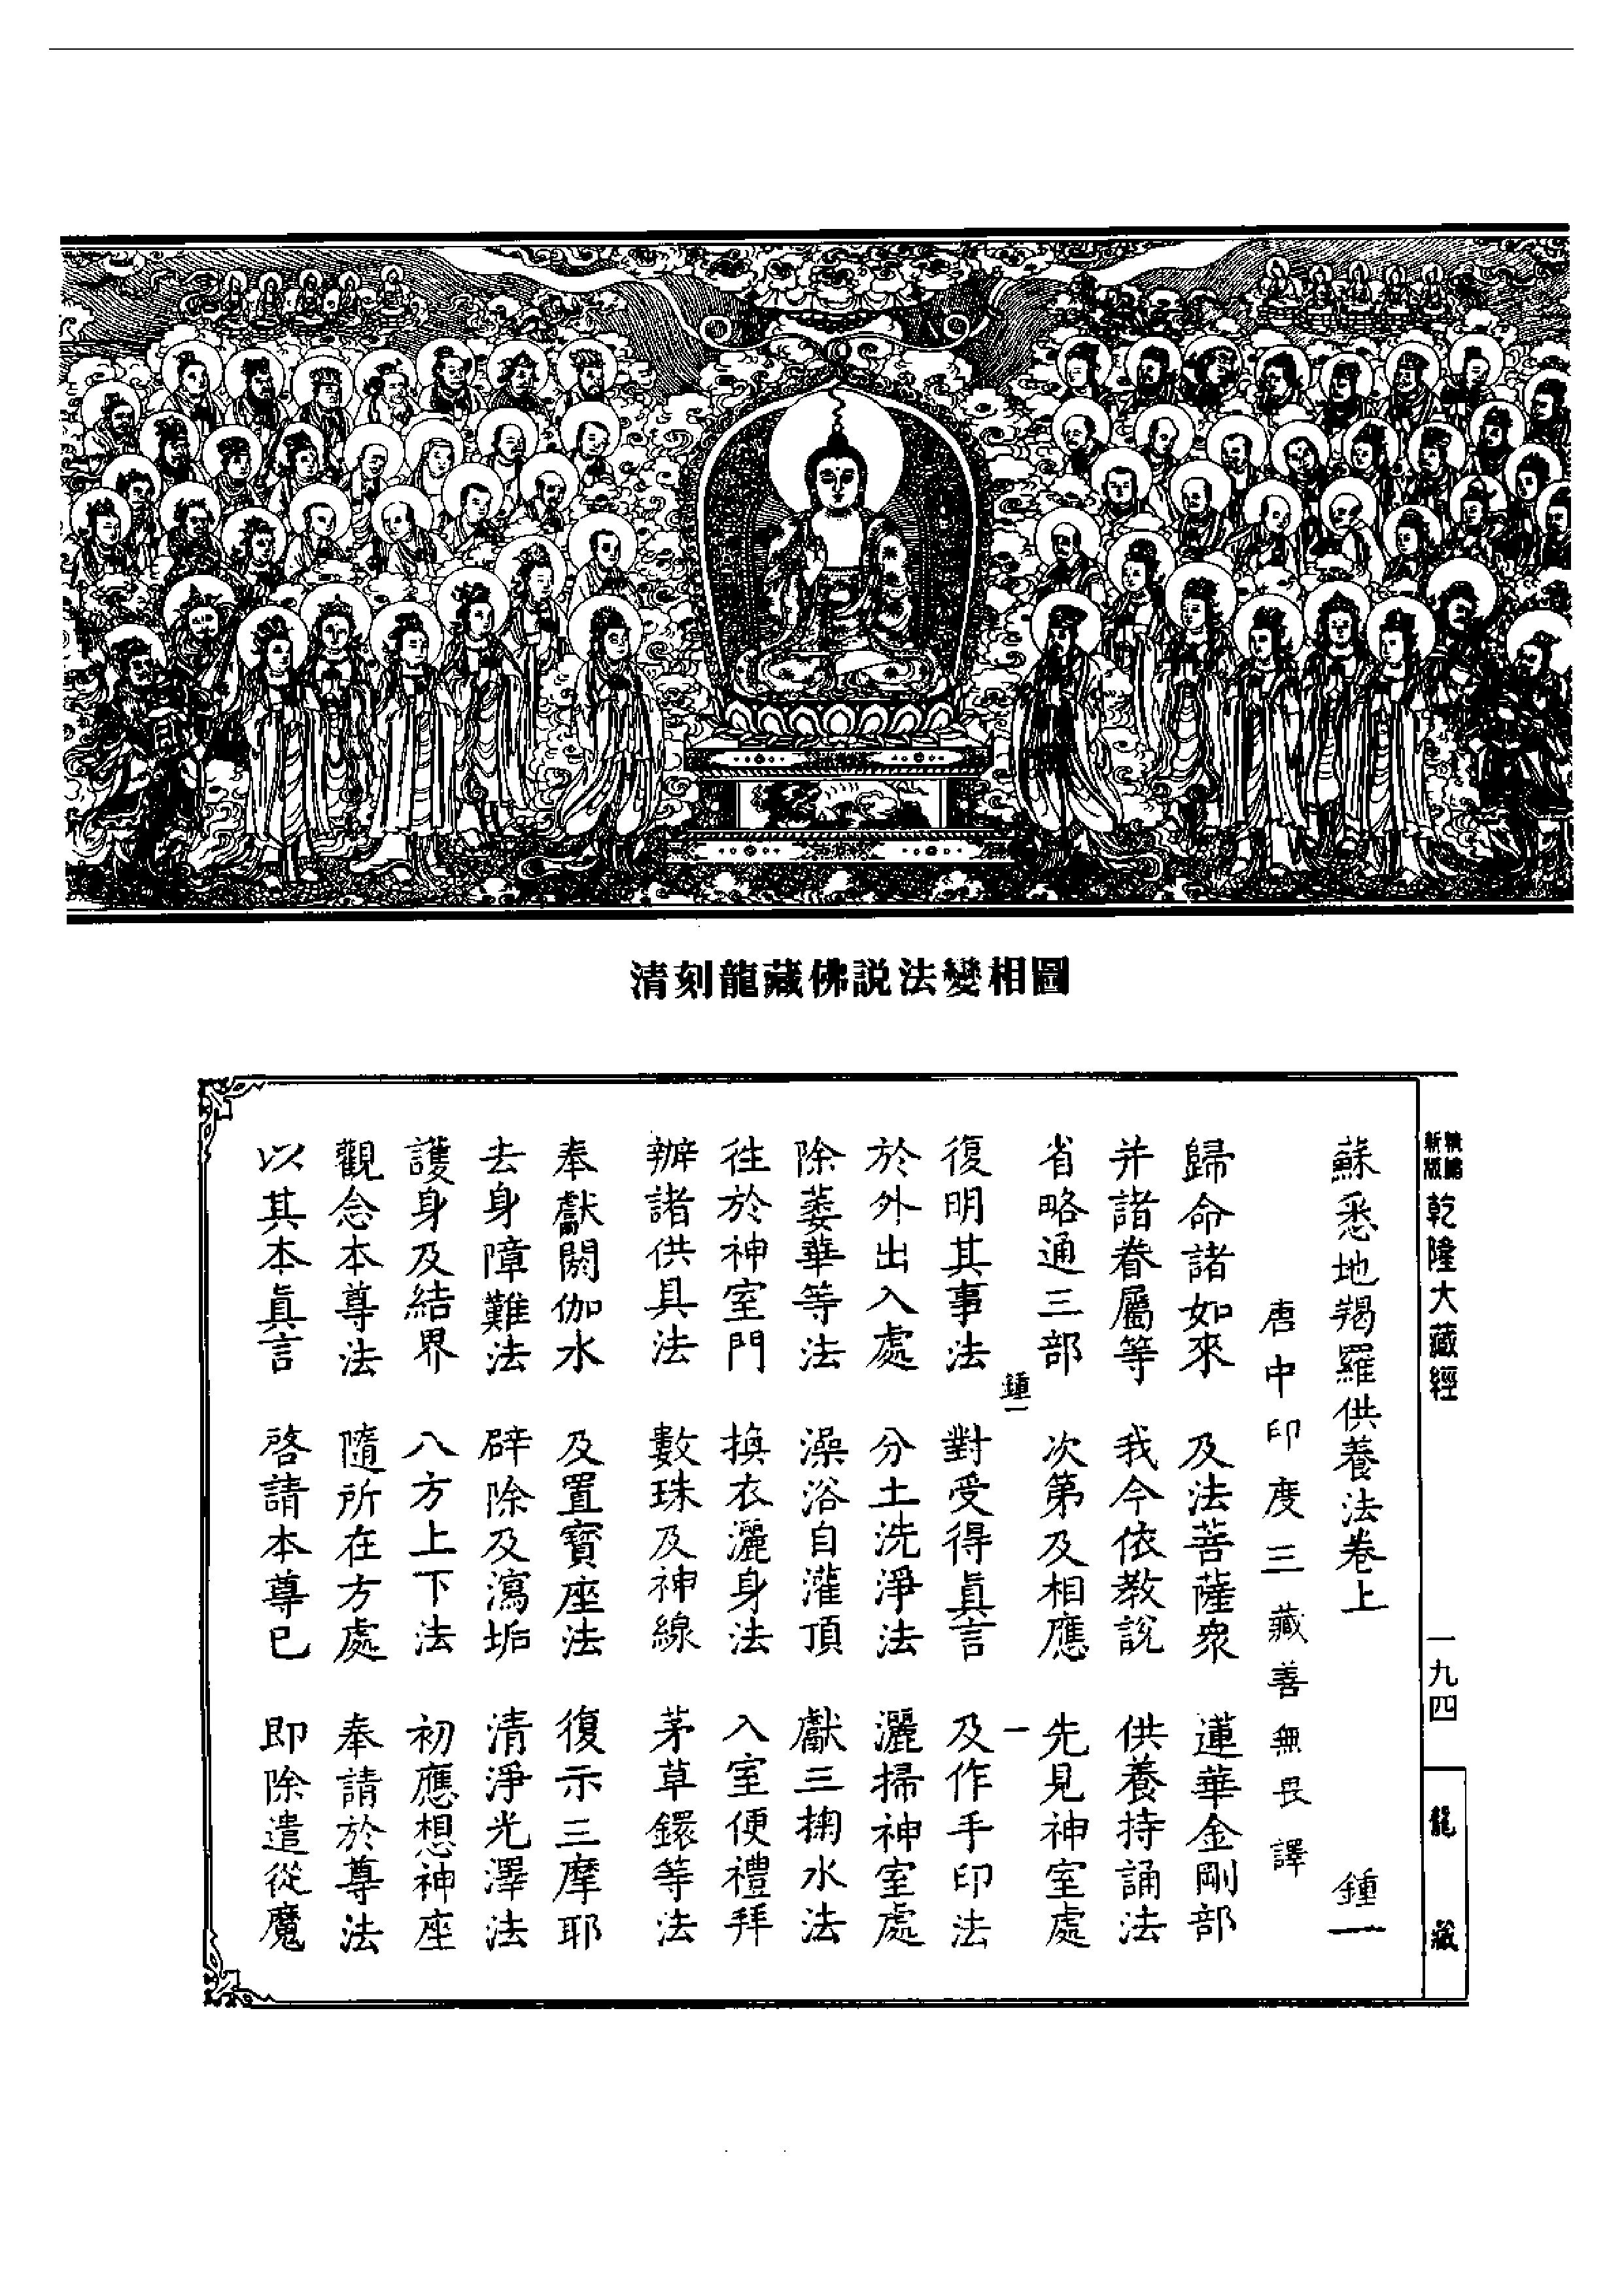 清刻龍藏佛説法變相圖
新版
精編
乾隆大藏經
一九四
龍藏
蘇悉地羯羅供養法卷上 鍾一
唐中印度三藏善無畏譯
歸命諸如來 及法菩薩衆 蓮華金剛部
并諸眷屬等 我今依教説 供養持誦法
省略通三部 次第及相應 先見神室處
鍾一 一
復明其事法 對受得眞言 及作手印法
於外出入處 分土洗淨法 灑掃神室處
除萎華等法 澡浴自灌頂 獻三掬水法
往於神室門 換衣灑身法 入室便禮拜
辦諸供具法 數珠及神線 茅草鐶等法
奉獻閼伽水 及置寶座法 復示三摩耶
去身障難法 辟除及瀉垢 清淨光澤法
護身及結界 八方上下法 初應想神座
觀念本尊法 隨所在方處 奉請於尊法
以其本眞言 啓請本尊已 即除遣從魔